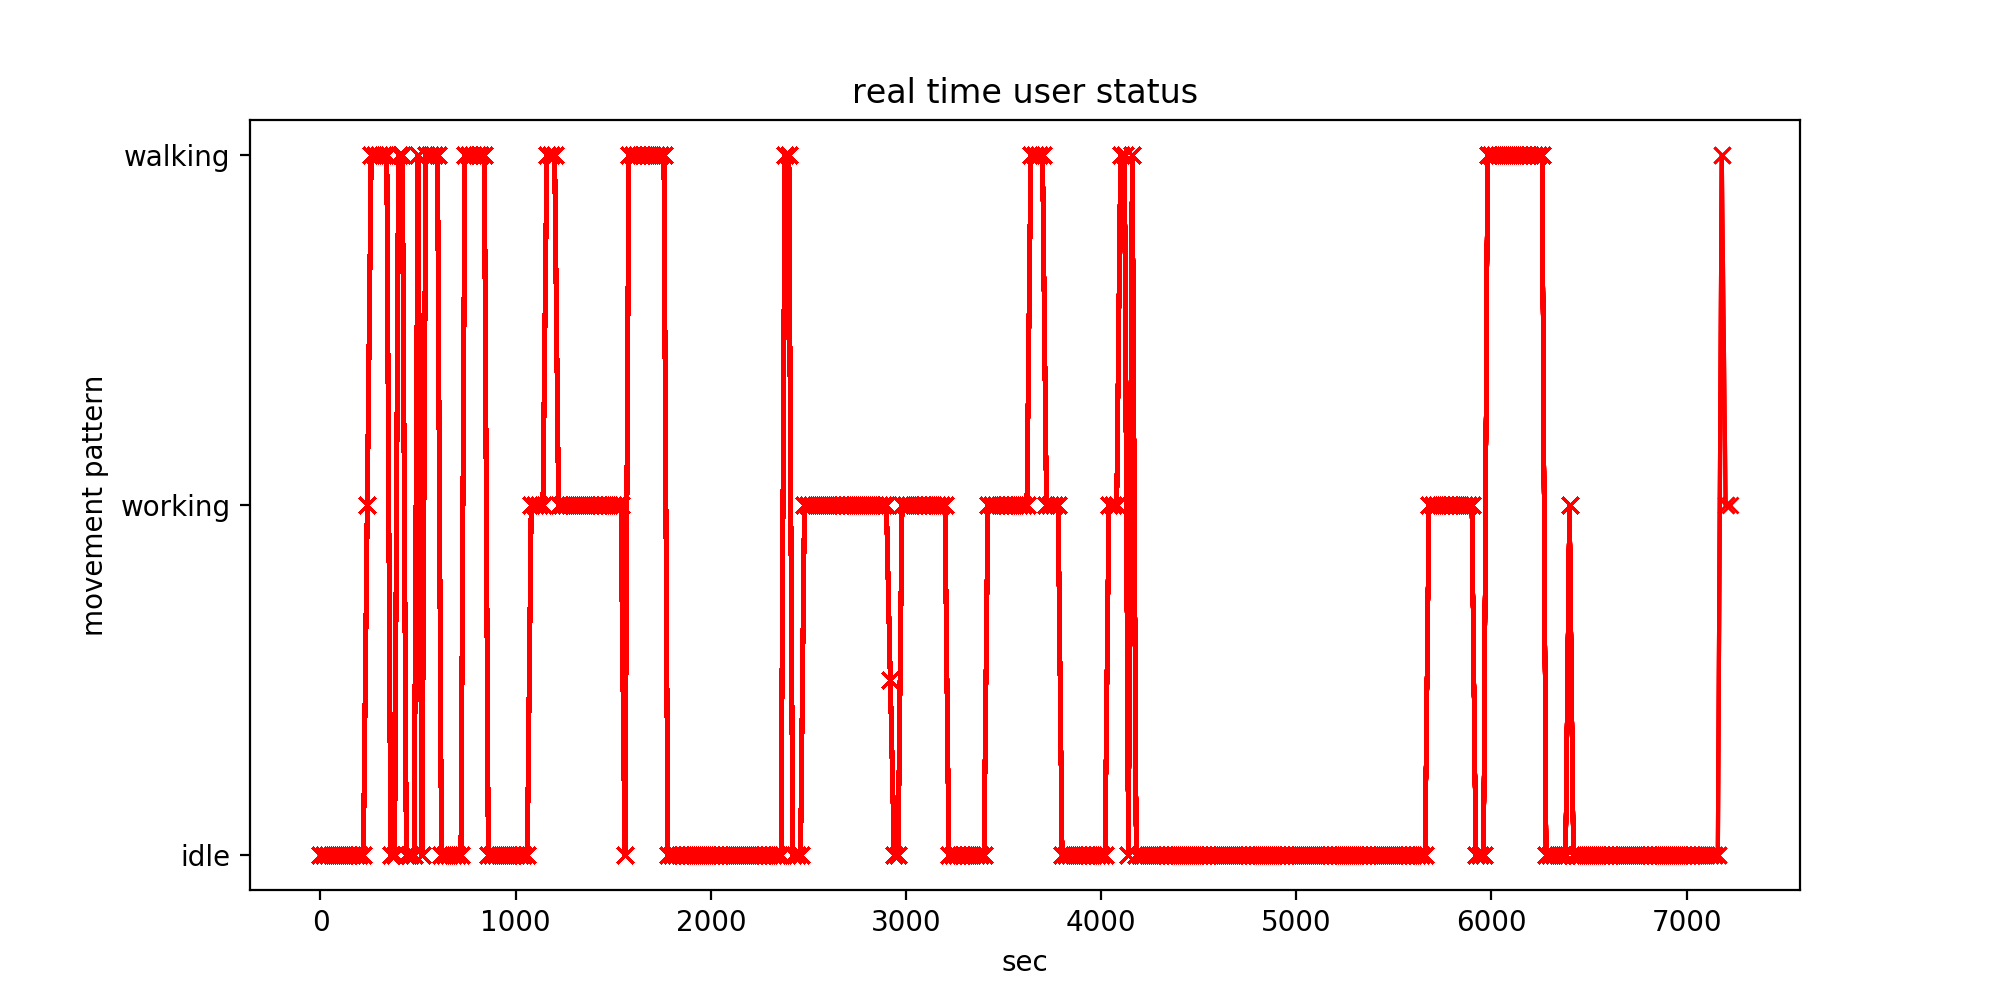 real time user status
walking
working
idle
movement pattern
0 1000 2000 3000 4000 5000 6000 7000
sec